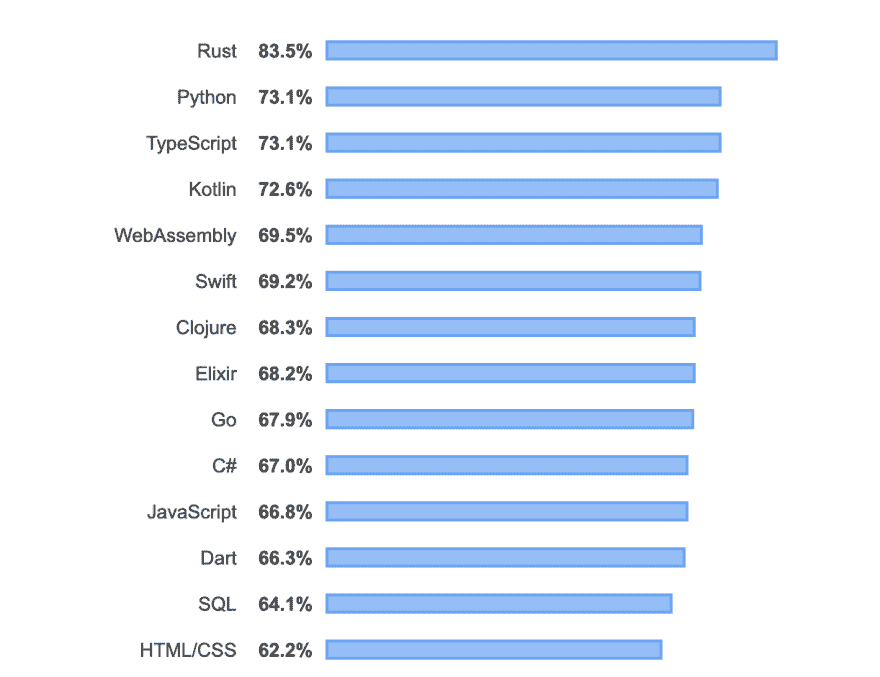 Rust 83.5%
Python 73.1%
TypeScript 73.1%
Kotlin 72.6%
WebAssembly 69.5%
Swift 69.2%
Clojure 68.3%
Elixir 68.2%
Go 67.9%
C# 67.0%
JavaScript 66.8%
Dart 66.3%
SQL 64.1%
HTML/CSS 62.2%